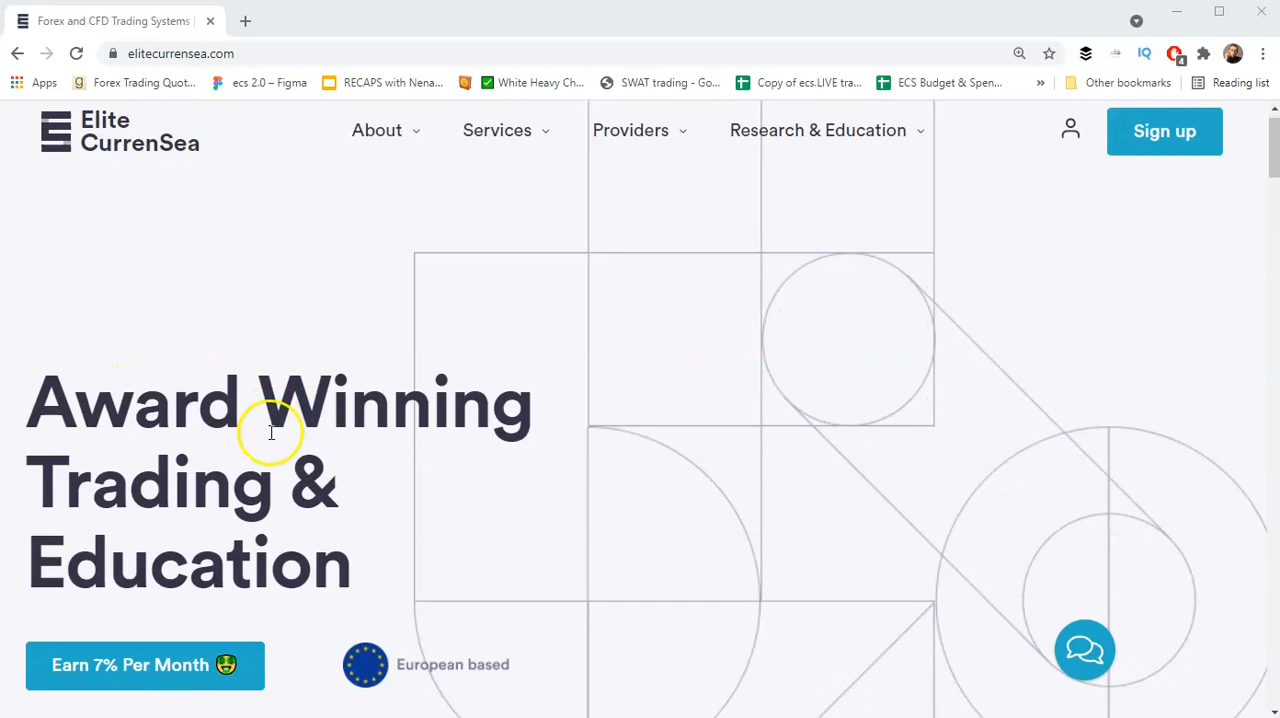 Forex and CFD Trading Systems |
elitecurrensea.com
IQ
4
Apps
Forex Trading Quot...
ecs 2.0 – Figma
RECAPS with Nena...
White Heavy Ch...
SWAT trading - Go...
Copy of ecs.LIVE tra...
ECS Budget & Spen...
»
Other bookmarks
Reading list
Elite
CurrenSea
About
Services
Providers
Research & Education
Sign up
Award Winning
Trading &
Education
Earn 7% Per Month 🤑
European based